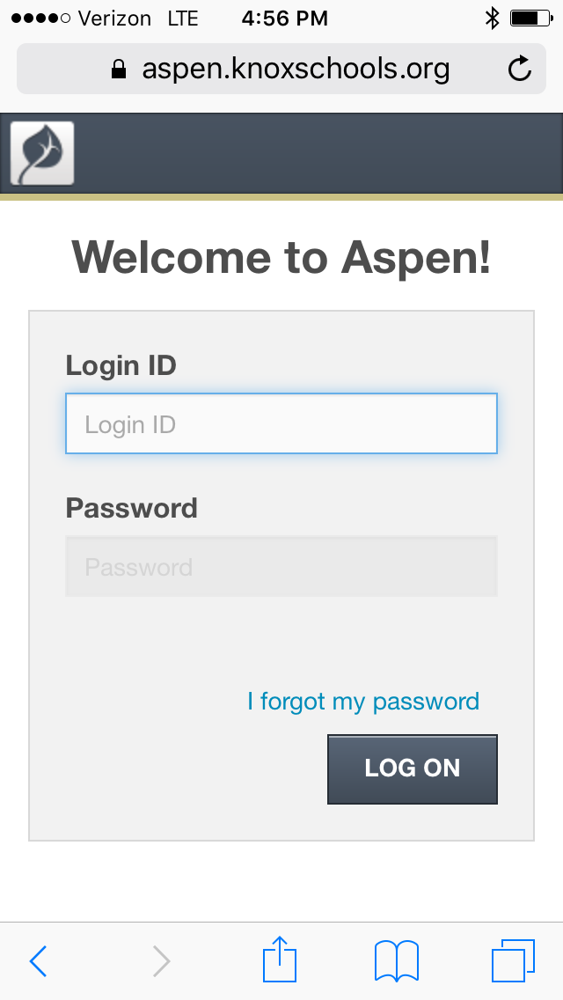 Verizon LTE 4:56 PM
aspen.knoxschools.org
Welcome to Aspen!
Login ID
Login ID
Password
Password
I forgot my password
LOG ON